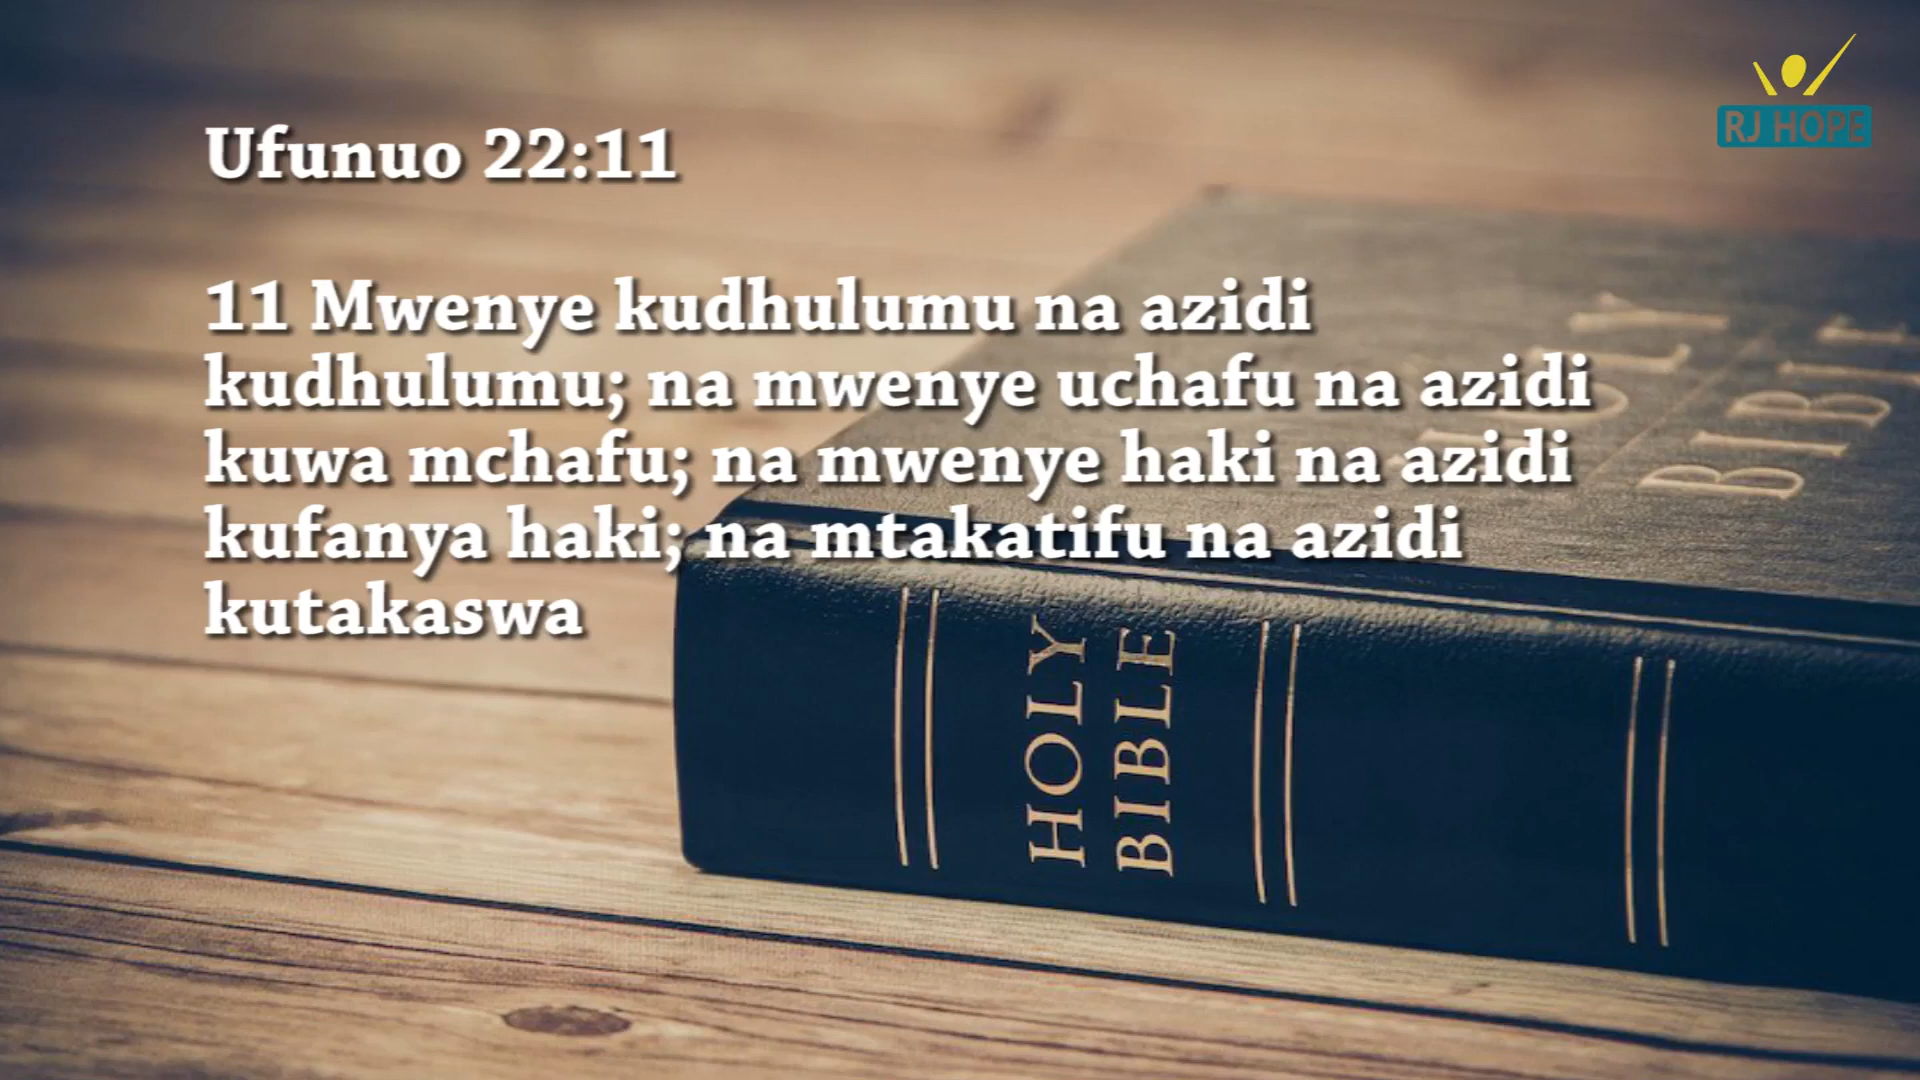 RJ HOPE
Ufunuo 22:11
11 Mwenye kudhulumu na azidi
kudhulumu; na mwenye uchafu na azidi
kuwa mchafu; na mwenye haki na azidi
kufanya haki; na mtakatifu na azidi
kutakaswa
HOLY
BIBLE
HOLY
BIBL